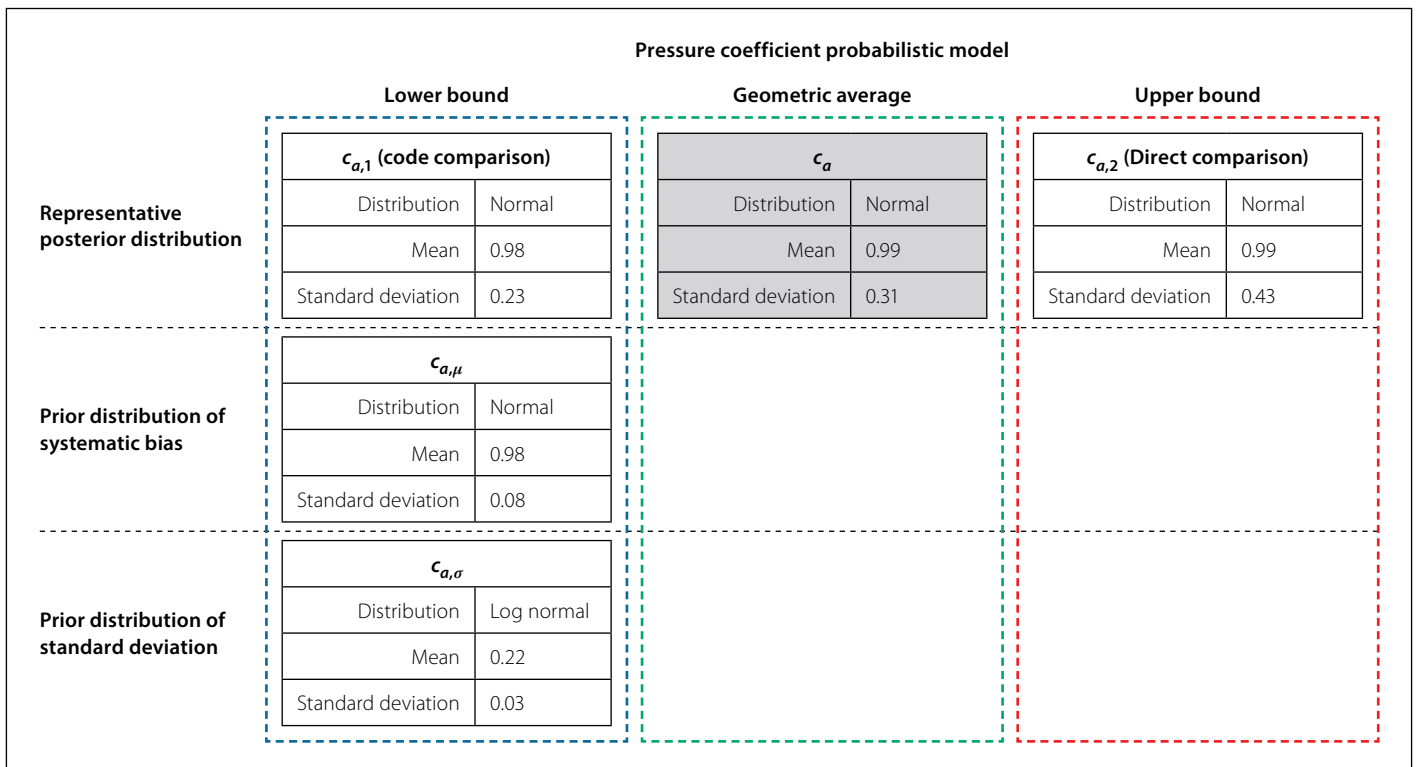 Pressure coefficient probabilistic model
Lower bound
Geometric average
Upper bound
Representative
posterior distribution
c_{a,1} (code comparison)
Distribution Normal
Mean 0.98
Standard deviation 0.23
c_a
Distribution Normal
Mean 0.99
Standard deviation 0.31
c_{a,2} (Direct comparison)
Distribution Normal
Mean 0.99
Standard deviation 0.43
Prior distribution of
systematic bias
c_{a,μ}
Distribution Normal
Mean 0.98
Standard deviation 0.08
Prior distribution of
standard deviation
c_{a,σ}
Distribution Log normal
Mean 0.22
Standard deviation 0.03